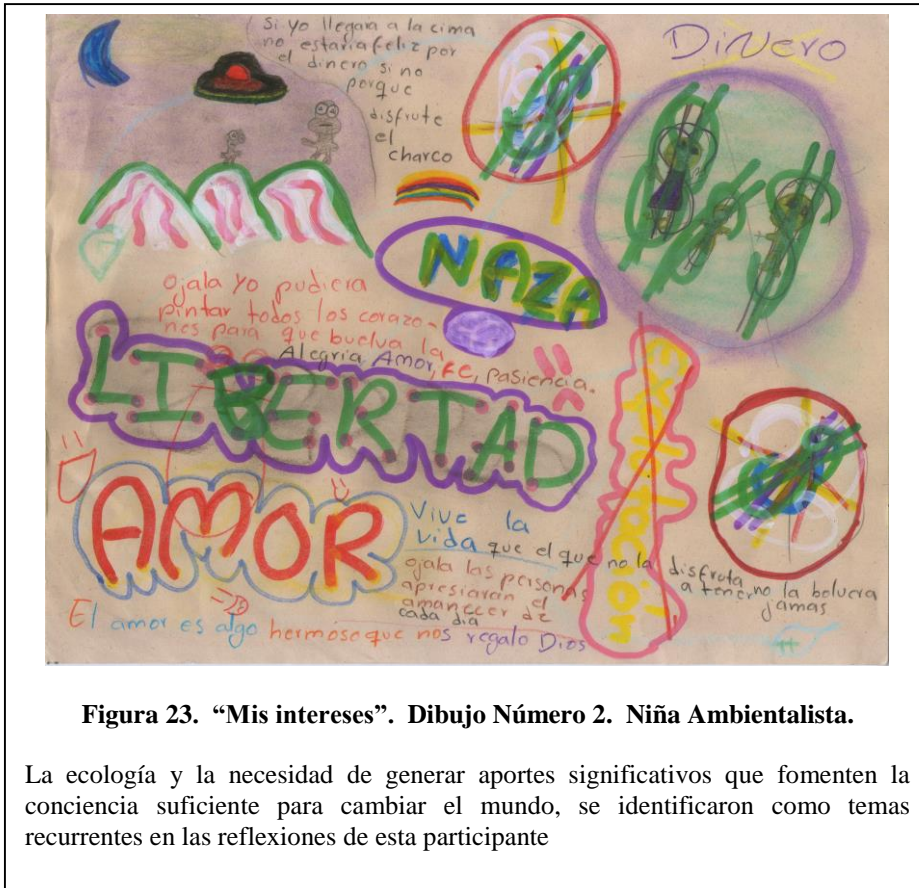 Si yo llegara a la cima
no estaria feliz por
el dinero si no
porque
disfrute
el
charco
Dinero
NAZA
ojala yo pudiera
pintar todos los corazo-
nes para que buelva la
Alegria, Amor, Fe, pasiencia.
LIBERTAD
Explotación
AMOR
Vive la
vida que el que no la disfruta no la bolvera
a tener jamas
ojala las personas
apresiaran el
amanecer de
cada dia
El amor es algo hermoso que nos regalo Dios
Figura 23. “Mis intereses”. Dibujo Número 2. Niña Ambientalista.
La ecología y la necesidad de generar aportes significativos que fomenten la
conciencia suficiente para cambiar el mundo, se identificaron como temas
recurrentes en las reflexiones de esta participante